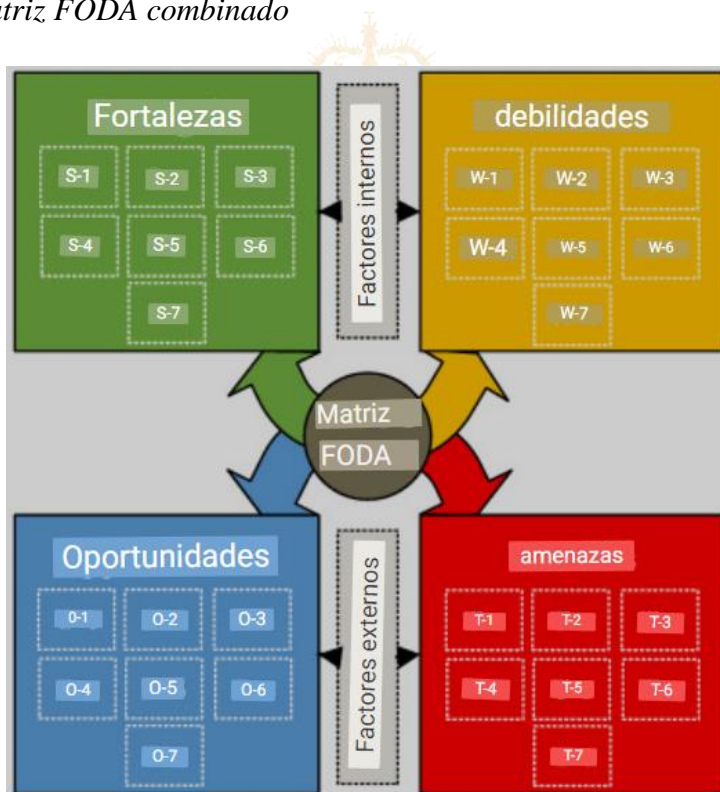 triz FODA combinado
Fortalezas
S-1 S-2 S-3
S-4 S-5 S-6
S-7
Factores internos
debilidades
W-1 W-2 W-3
W-4 W-5 W-6
W-7
Matriz
FODA
Oportunidades
0-1 O-2 O-3
O-4 O-5 O-6
O-7
Factores externos
amenazas
T-1 T-2 T-3
T-4 T-5 T-6
T-7